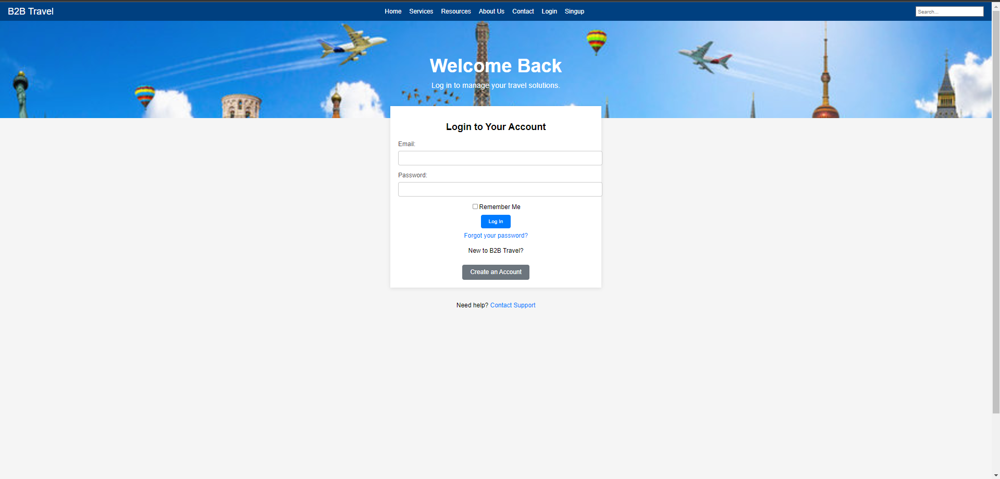 B2B Travel
Home Services Resources About Us Contact Login Singup
Search...
Welcome Back
Log in to manage your travel solutions.
Login to Your Account
Email:
Password:
Remember Me
Log In
Forgot your password?
New to B2B Travel?
Create an Account
Need help? Contact Support